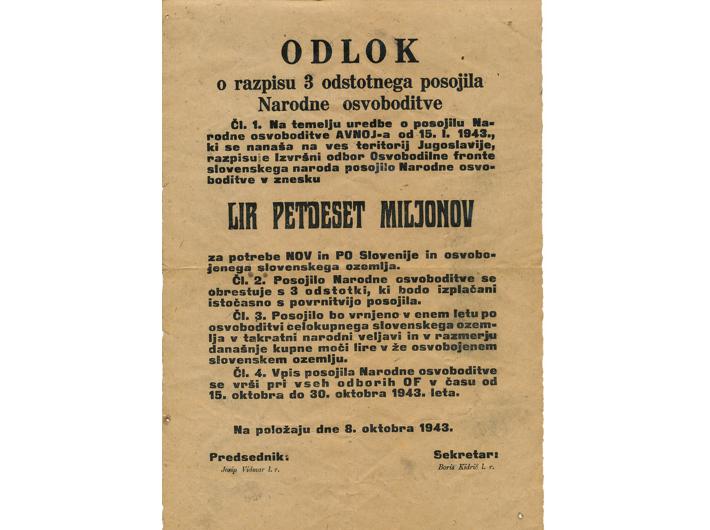 ODLOK
o razpisu 3 odstotnega posojila
Narodne osvoboditve
Čl. 1. Na temelju uredbe o posojilu Na-
rodne osvoboditve AVNOJ-a od 15. I. 1943.,
ki se nanaša na ves teritorij Jugoslavije,
razpisuje Izvršni odbor Osvobodilne fronte
slovenskega naroda posojilo Narodne osvo-
boditve v znesku
LIR PETDESET MILJONOV
za potrebe NOV in PO Slovenije in osvobo-
jenega slovenskega ozemlja.
Čl. 2. Posojilo Narodne osvoboditve se
obrestuje s 3 odstotki, ki bodo izplačani
istočasno s povrnitvijo posojila.
Čl. 3. Posojilo bo vrnjeno v enem letu po
osvoboditvi celokupnega slovenskega ozem-
lja v takratni narodni veljavi in v razmerju
današnje kupne moči lire v že osvobojenem
slovenskem ozemlju.
Čl. 4. Vpis posojila Narodne osvoboditve
se vrši pri vseh odborih OF v času od
15. oktobra do 30. oktobra 1943. leta.
Na položaju dne 8. oktobra 1943.
Predsednik: Sekretar:
Josip Vidmar l. r. Boris Kidrič l. r.